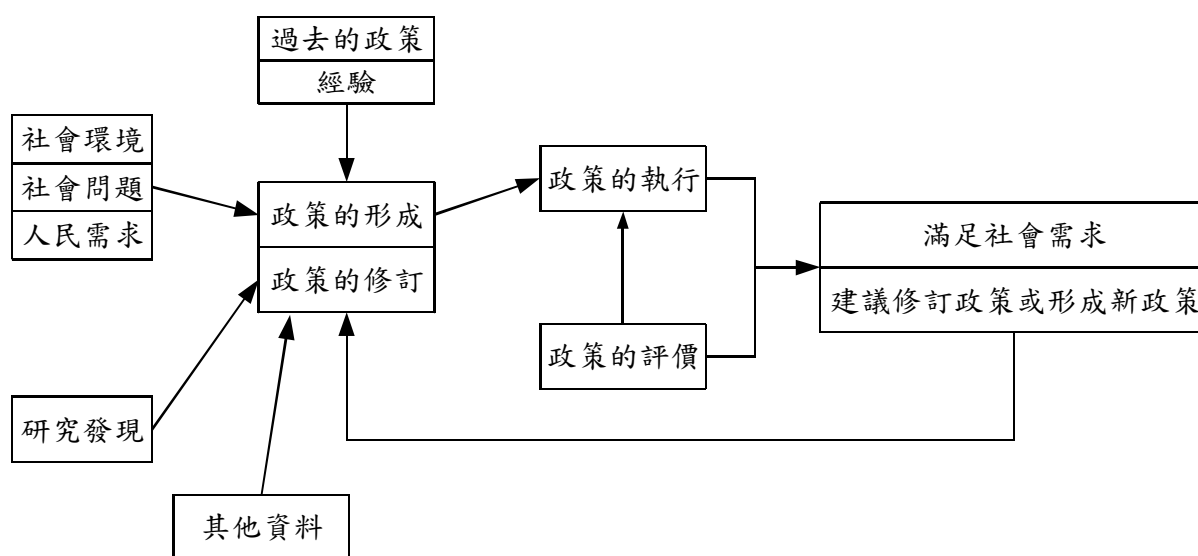 過去的政策
經驗
社會環境
社會問題
人民需求
政策的形成
政策的修訂
政策的執行
政策的評價
滿足社會需求
建議修訂政策或形成新政策
研究發現
其他資料